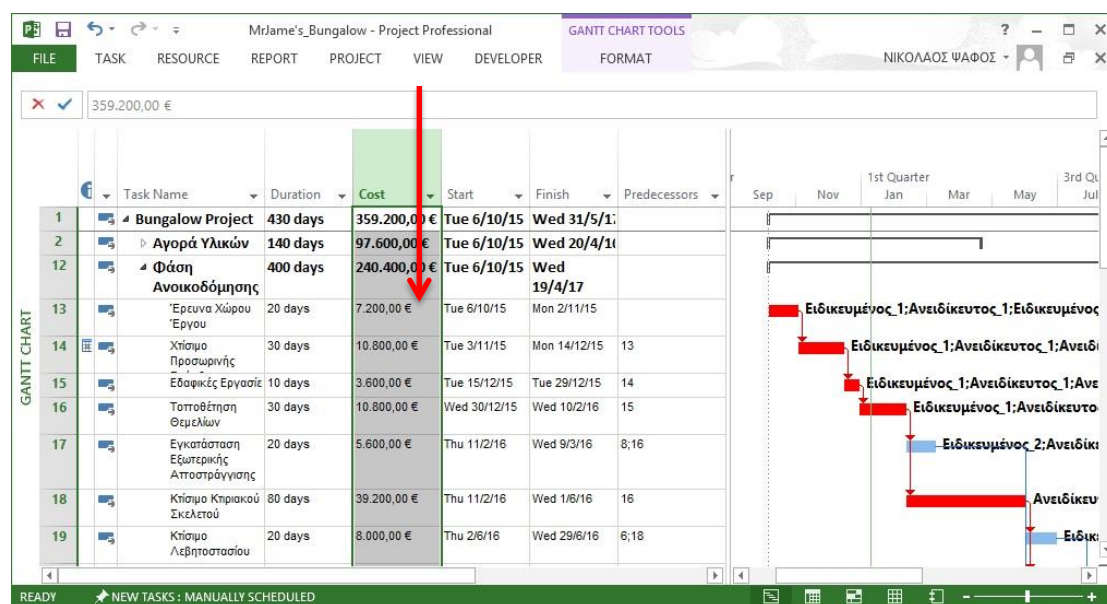 MrJame's_Bungalow - Project Professional
GANTT CHART TOOLS
FILE TASK RESOURCE REPORT PROJECT VIEW DEVELOPER FORMAT
ΝΙΚΟΛΑΟΣ ΨΑΦΟΣ
359.200,00 €
Task Name Duration Cost Start Finish Predecessors
1st Quarter 3rd Qu
Sep Nov Jan Mar May Jul
1 Bungalow Project 430 days 359.200,00 € Tue 6/10/15 Wed 31/5/17
2 Αγορά Υλικών 140 days 97.600,00 € Tue 6/10/15 Wed 20/4/16
12 Φάση 400 days 240.400,00 € Tue 6/10/15 Wed
Ανοικοδόμησης 19/4/17
13 Έρευνα Χώρου 20 days 7.200,00 € Tue 6/10/15 Mon 2/11/15 Ειδικευμένος_1;Ανειδίκευτος_1;Ειδικευμένος
Έργου
14 Χτίσιμο 30 days 10.800,00 € Tue 3/11/15 Mon 14/12/15 13 Ειδικευμένος_1;Ανειδίκευτος_1;Ανειδί
Προσωρινής
15 Εδαφικές Εργασίε 10 days 3.600,00 € Tue 15/12/15 Tue 29/12/15 14 Ειδικευμένος_1;Ανειδίκευτος_1;Ανε
16 Τοποθέτηση 30 days 10.800,00 € Wed 30/12/15 Wed 10/2/16 15 Ειδικευμένος_1;Ανειδίκευτο
Θεμελίων
17 Εγκατάσταση 20 days 5.600,00 € Thu 11/2/16 Wed 9/3/16 8;16 Ειδικευμένος_2;Ανειδίκ
Εξωτερικής
Αποστράγγισης
18 Κτίσιμο Κτιριακού 80 days 39.200,00 € Thu 11/2/16 Wed 1/6/16 16 Ανειδίκευ
Σκελετού
19 Κτίσιμο 20 days 8.000,00 € Thu 2/6/16 Wed 29/6/16 6;18 Ειδικ
Λεβητοστασίου
GANTT CHART
READY NEW TASKS : MANUALLY SCHEDULED